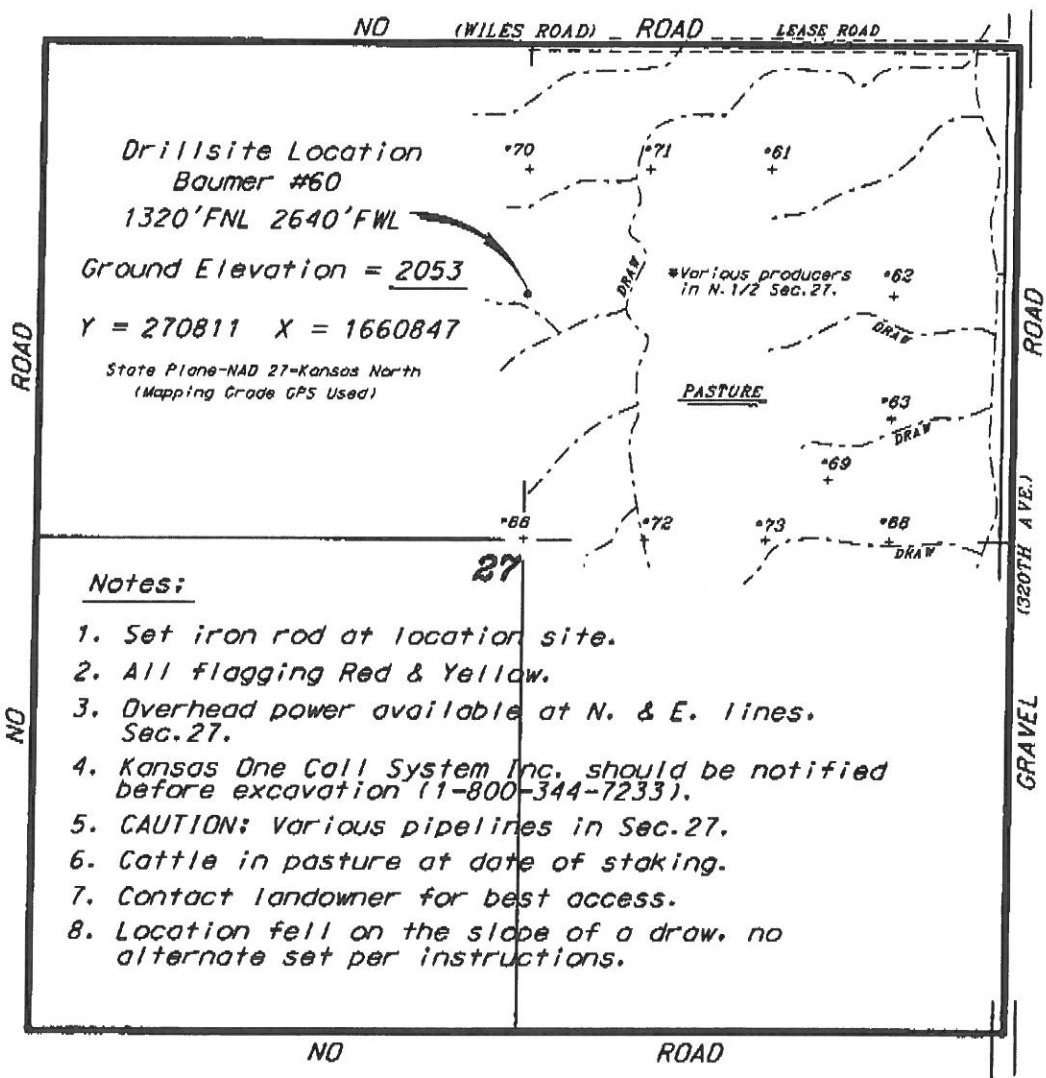 NO (WILES ROAD) ROAD LEASE ROAD
Drillsite Location
Baumer #60
1320'FNL 2640'FWL
Ground Elevation = 2053
Y = 270811 X = 1660847
State Plane-NAD 27-Kansas North
(Mapping Grade GPS Used)
#70
#71
#61
DRAW
*Various producers
in N.1/2 Sec.27.
#62
DRAW
PASTURE
#63
DRAW
#69
#72
#73
#68
DRAW
27
ROAD
NO
ROAD
(320TH AVE.)
GRAVEL
Notes:
1. Set iron rod at location site.
2. All flagging Red & Yellow.
3. Overhead power available at N. & E. lines.
Sec.27.
4. Kansas One Call System Inc. should be notified
before excavation (1-800-344-7233).
5. CAUTION: Various pipelines in Sec.27.
6. Cattle in pasture at date of staking.
7. Contact landowner for best access.
8. Location fell on the slope of a draw, no
alternate set per instructions.
NO ROAD